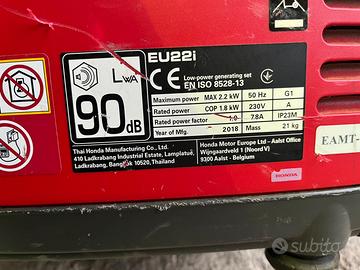 LWA
90dB
EU22i
CE
Low-power generating set
EN ISO 8528-13
Maximum power MAX 2.2 kW 50 Hz G1
Rated power COP 1.8 kW 230V A
Rated power factor 1.0 7.8A IP23M
Year of Mfg. 2018 Mass 21 kg
Thai Honda Manufacturing Co., Ltd.
410 Ladkrabang Industrial Estate, Lamplatue,
Ladkrabang, Bangkok 10520, Thailand
Honda Motor Europe Ltd - Aalst Office
Wijngaardveld 1 (Noord V)
9300 Aalst - Belgium
HONDA
EAMT-
subito